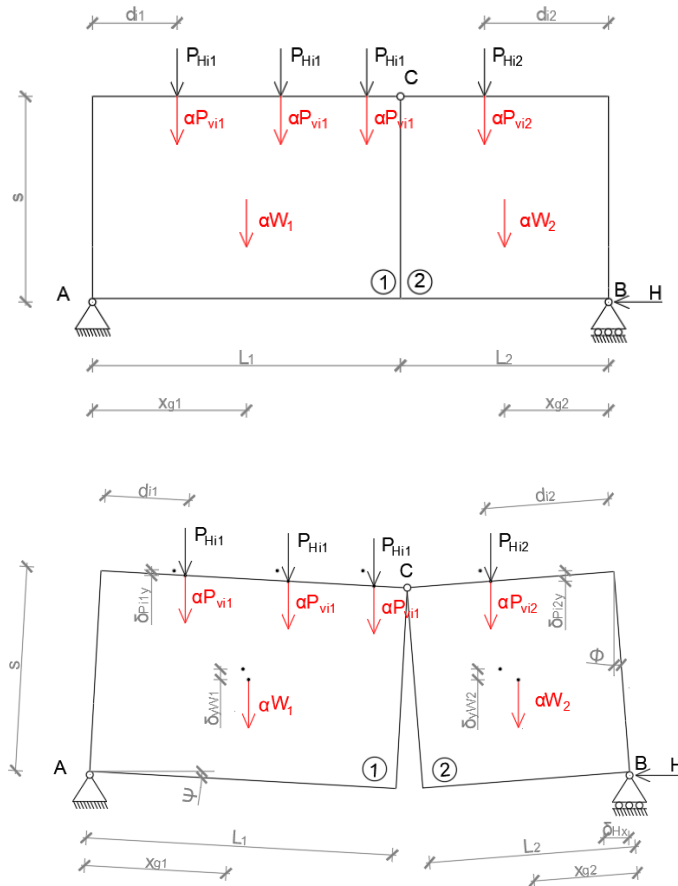 di1 di2
PHi1 PHi1 PHi1 C PHi2
αPvi1 αPvi1 αPvi1 αPvi2
s
αW1 αW2
A 1 2 B H
L1 L2
xg1 xg2
di1 di2
PHi1 PHi1 PHi1 C PHi2
αPvi1 αPvi1 αPvi1 αPvi2
δPi1y δPi2y
s Φ
δyW1 αW1 δyW2 αW2
A 1 2 B H
ψ
δHx
L1 L2
xg1 xg2